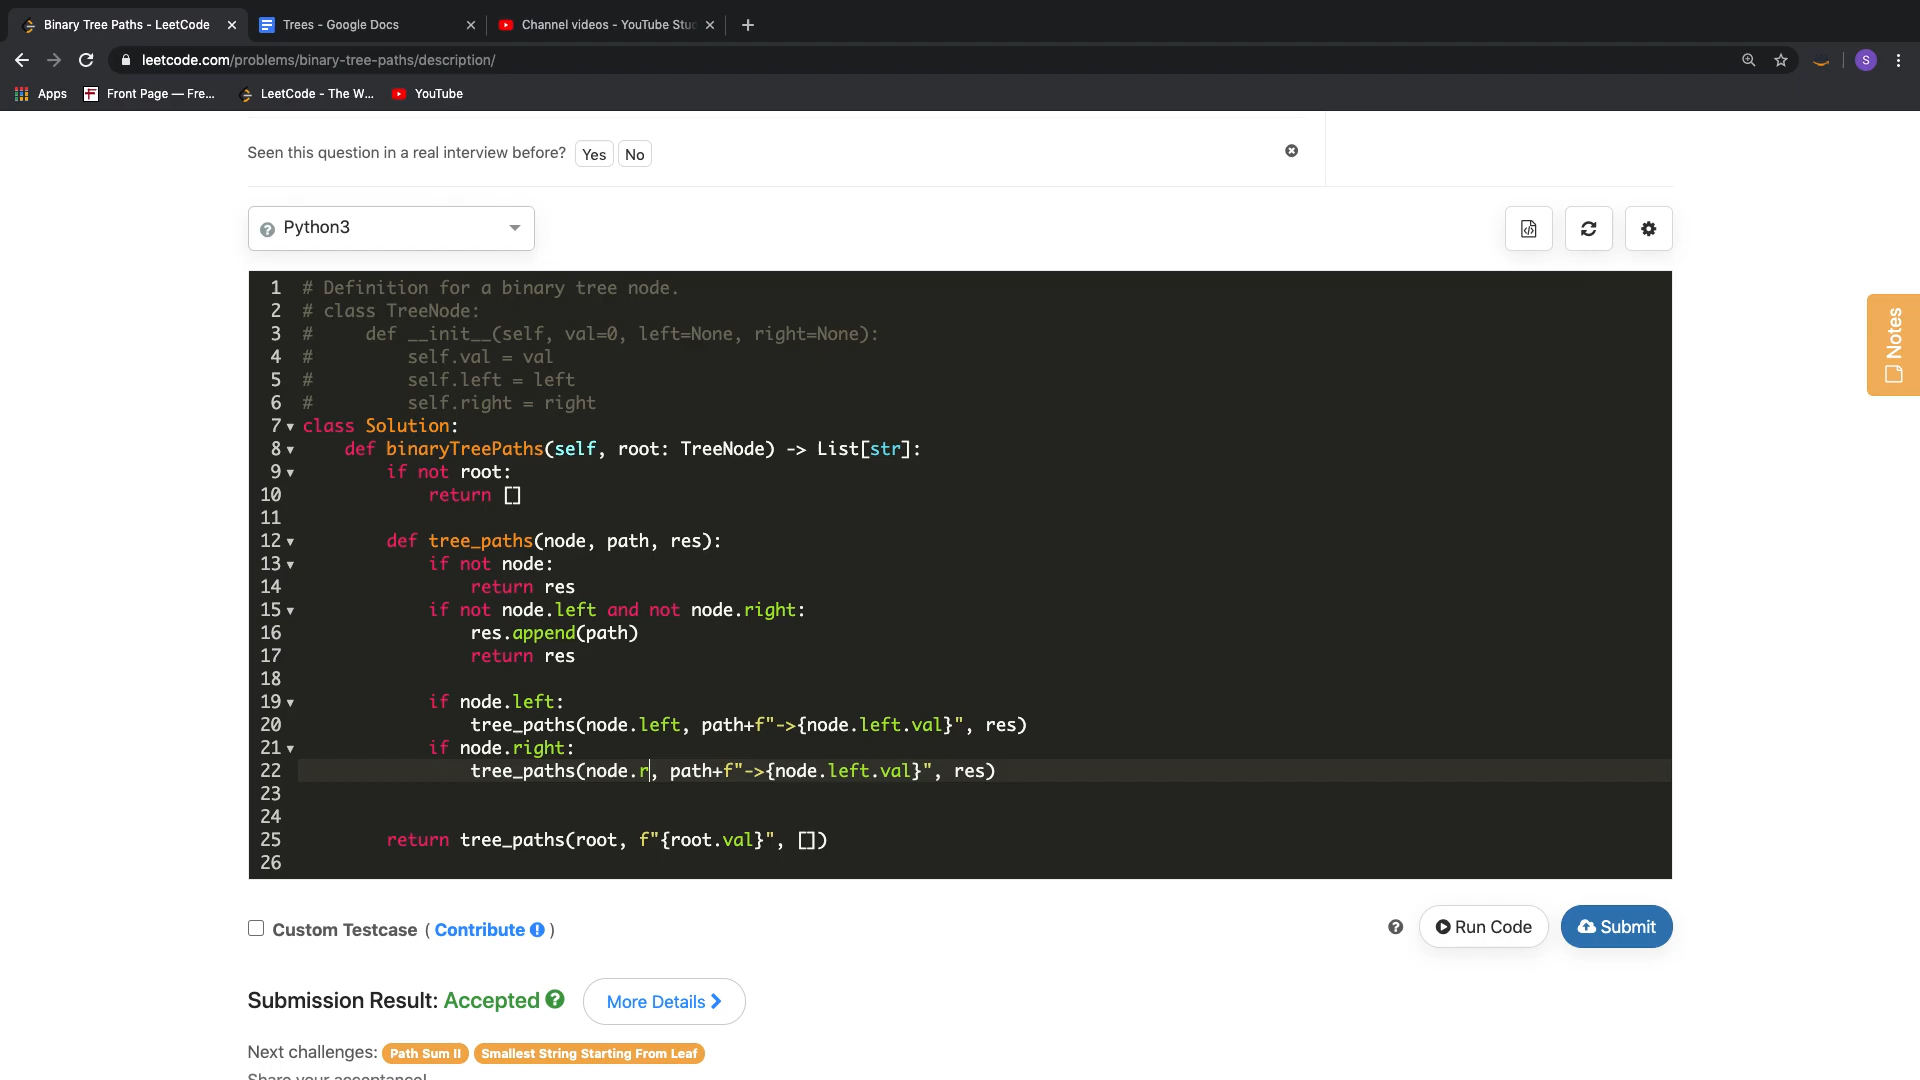 Binary Tree Paths - LeetCode
Trees - Google Docs
Channel videos - YouTube Stu
leetcode.com/problems/binary-tree-paths/description/
S
Apps
Front Page — Fre...
LeetCode - The W...
YouTube
Seen this question in a real interview before? Yes No
Python3
Notes
1 # Definition for a binary tree node.
2 # class TreeNode:
3 #     def __init__(self, val=0, left=None, right=None):
4 #         self.val = val
5 #         self.left = left
6 #         self.right = right
7 class Solution:
8     def binaryTreePaths(self, root: TreeNode) -> List[str]:
9         if not root:
10             return []
11
12         def tree_paths(node, path, res):
13             if not node:
14                 return res
15             if not node.left and not node.right:
16                 res.append(path)
17                 return res
18
19             if node.left:
20                 tree_paths(node.left, path+f"->{node.left.val}", res)
21             if node.right:
22                 tree_paths(node.r, path+f"->{node.left.val}", res)
23
24
25         return tree_paths(root, f"{root.val}", [])
26
Custom Testcase ( Contribute )
Run Code
Submit
Submission Result: Accepted
More Details
Next challenges: Path Sum II Smallest String Starting From Leaf
Share your acceptance!